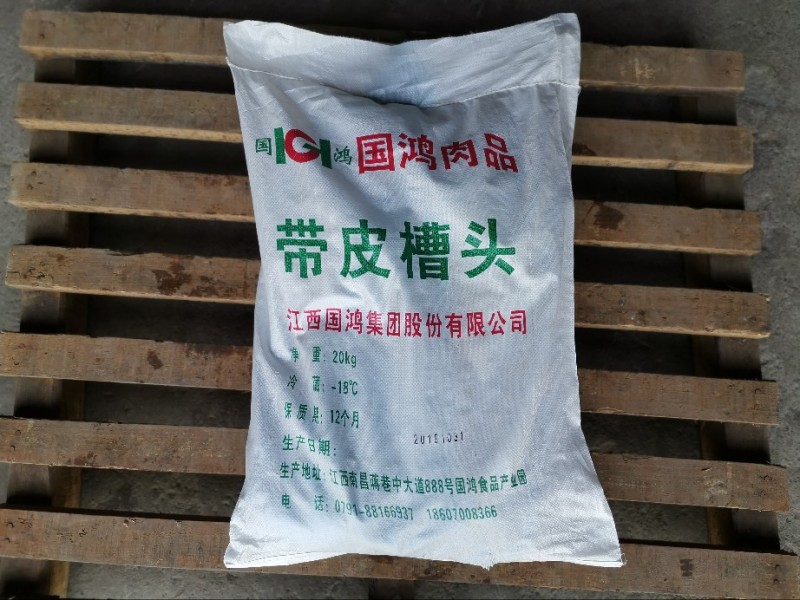 国 GH 鸿 国鸿肉品
带皮槽头
江西国鸿集团股份有限公司
净 重: 20kg
冷 藏: -18℃
保 质 期: 12个月
生产日期:
生产地址: 江西南昌蒋巷中大道888号国鸿食品产业园
电 话: 0791-88166937 18607008366